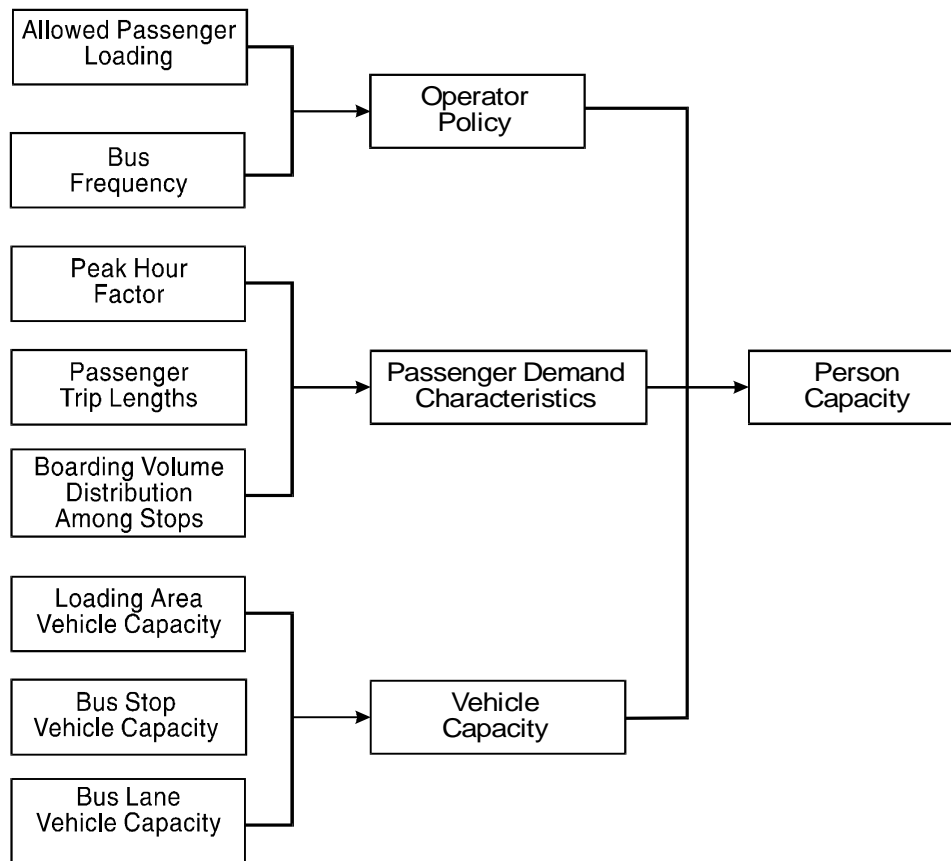 Allowed Passenger
Loading
Bus
Frequency
Operator
Policy
Peak Hour
Factor
Passenger
Trip Lengths
Boarding Volume
Distribution
Among Stops
Passenger Demand
Characteristics
Person
Capacity
Loading Area
Vehicle Capacity
Bus Stop
Vehicle Capacity
Bus Lane
Vehicle Capacity
Vehicle
Capacity